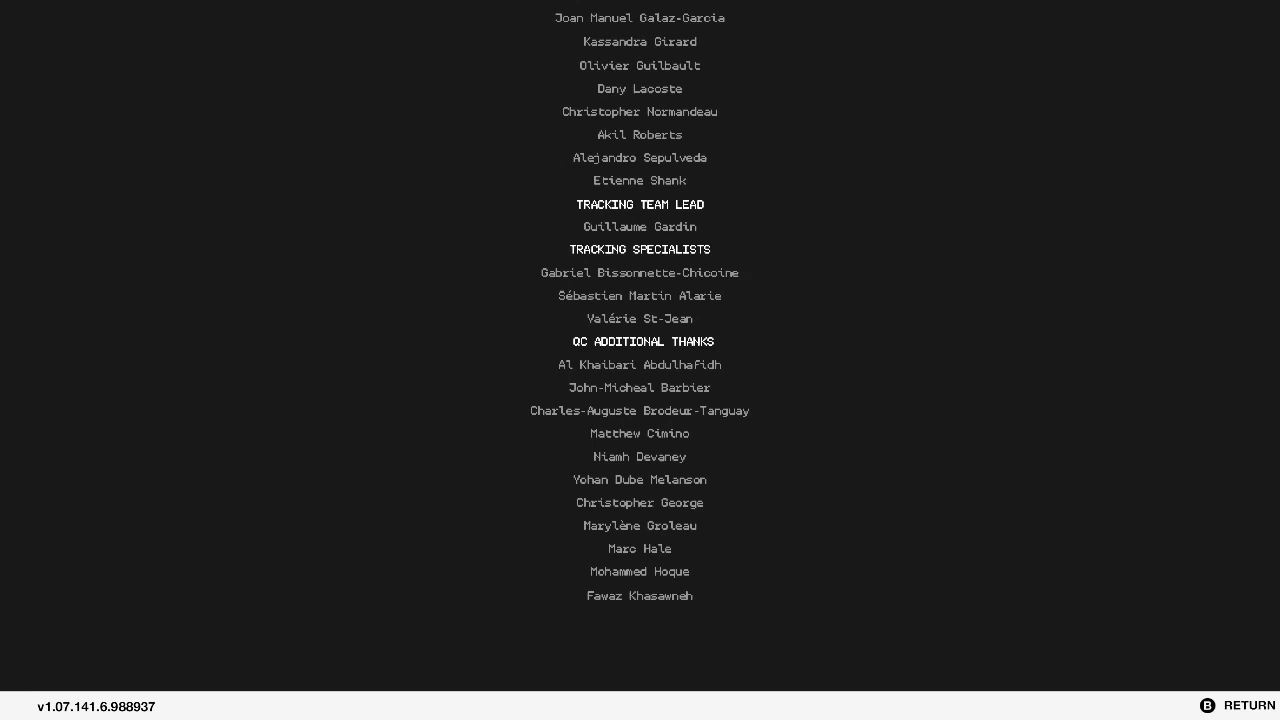 Joan Manuel Galaz-Garcia
Kassandra Girard
Olivier Guilbault
Dany Lacoste
Christopher Normandeau
Akil Roberts
Alejandro Sepulveda
Etienne Shank
TRACKING TEAM LEAD
Guillaume Gardin
TRACKING SPECIALISTS
Gabriel Bissonnette-Chicoine
Sébastien Martin Alarie
Valérie St-Jean
QC ADDITIONAL THANKS
Al Khaibari Abdulhafidh
John-Micheal Barbier
Charles-Auguste Brodeur-Tanguay
Matthew Cimino
Niamh Devaney
Yohan Dube Melanson
Christopher George
Marylène Groleau
Marc Hale
Mohammed Hoque
Fawaz Khasawneh
v1.07.141.6.988937
B RETURN